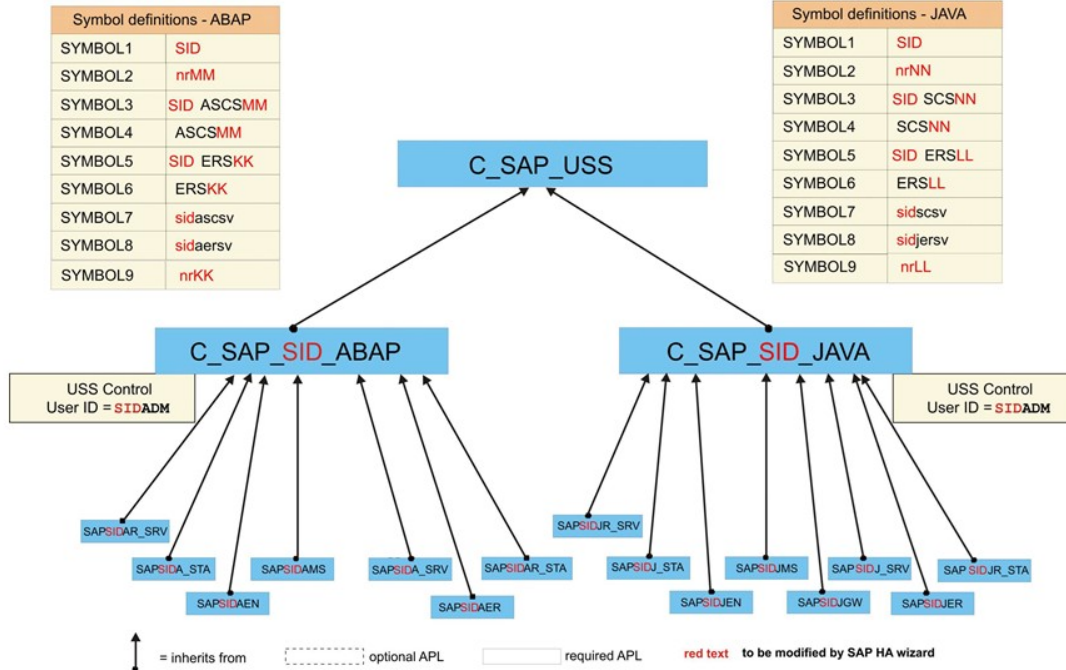 Symbol definitions - ABAP
SYMBOL1 SID
SYMBOL2 nrMM
SYMBOL3 SID ASCSMM
SYMBOL4 ASCSMM
SYMBOL5 SID ERSKK
SYMBOL6 ERSKK
SYMBOL7 sidascsv
SYMBOL8 sidaersv
SYMBOL9 nrKK
Symbol definitions - JAVA
SYMBOL1 SID
SYMBOL2 nrNN
SYMBOL3 SID SCSNN
SYMBOL4 SCSNN
SYMBOL5 SID ERSLL
SYMBOL6 ERSLL
SYMBOL7 sidscsv
SYMBOL8 sidjersv
SYMBOL9 nrLL
C_SAP_USS
C_SAP_SID_ABAP
C_SAP_SID_JAVA
USS Control
User ID = SIDADM
USS Control
User ID = SIDADM
SAPSIDAR_SRV
SAPSIDA_STA
SAPSIDAEN
SAPSIDAMS
SAPSIDA_SRV
SAPSIDAER
SAPSIDAR_STA
SAPSIDJR_SRV
SAPSIDJ_STA
SAPSIDJEN
SAPSIDJMS
SAPSIDJGW
SAPSIDJ_SRV
SAPSIDJER
SAP SIDJR_STA
= inherits from
optional APL
required APL
red text to be modified by SAP HA wizard